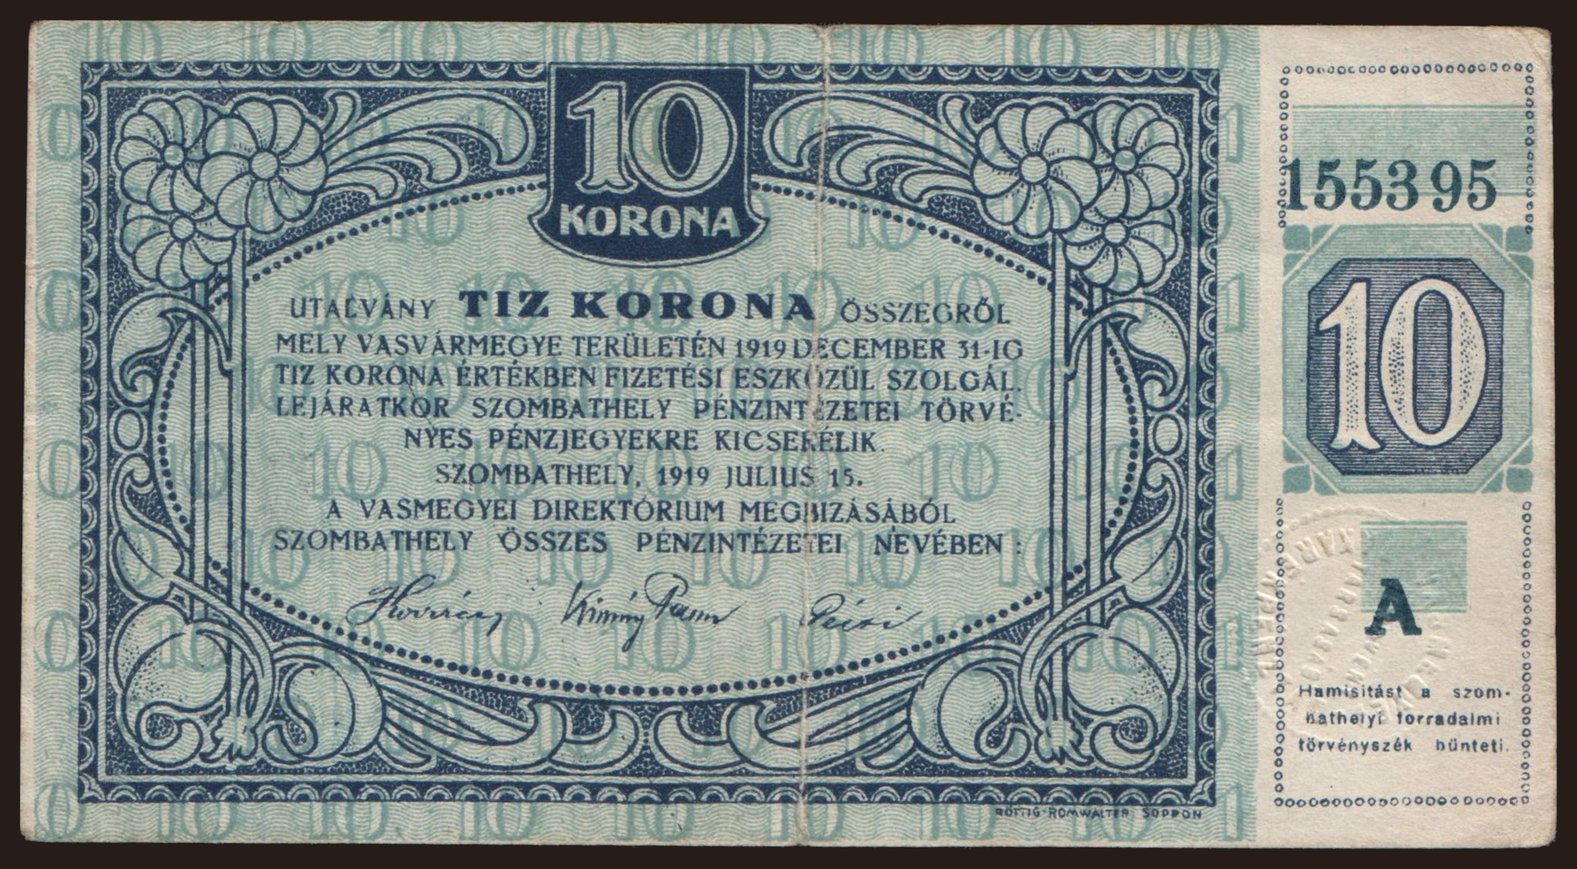 10
KORONA
UTALVÁNY TIZ KORONA ÖSSZEGRŐL
MELY VASVÁRMEGYE TERÜLETÉN 1919 DECEMBER 31-IG
TIZ KORONA ÉRTÉKBEN FIZETÉSI ESZKÖZÜL SZOLGÁL.
LEJÁRATKOR SZOMBATHELY PÉNZINTÉZETEI TÖRVÉ-
NYES PÉNZJEGYEKRE KICSERÉLIK.
SZOMBATHELY, 1919 JULIUS 15.
A VASMEGYEI DIREKTÓRIUM MEGBIZÁSÁBÓL
SZOMBATHELY ÖSSZES PÉNZINTÉZETEI NEVÉBEN:
RÖTTIG-ROMWALTER SOPRON
155395
10
A
Hamisitást a szom-
bathelyi forradalmi
törvényszék bünteti.